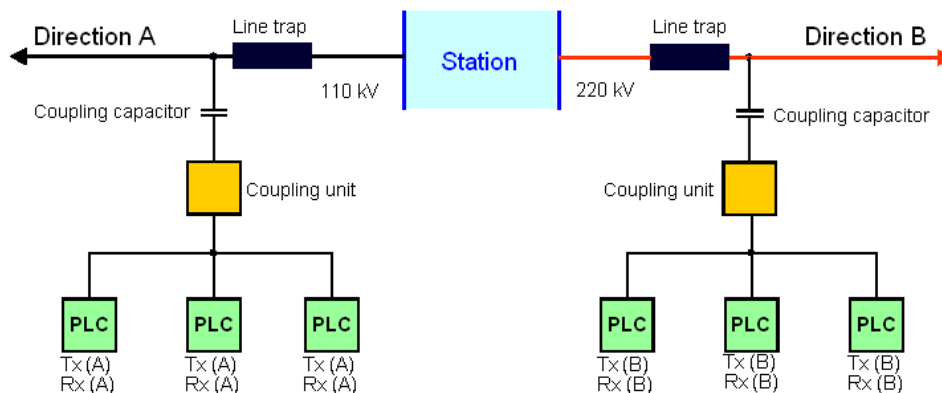 Line trap
Line trap
Direction A
Direction B
Station
110 kV
220 kV
Coupling capacitor
Coupling capacitor
Coupling unit
Coupling unit
PLC
PLC
PLC
PLC
PLC
PLC
Tx (A)
Rx (A)
Tx (A)
Rx (A)
Tx (A)
Rx (A)
Tx (B)
Rx (B)
Tx (B)
Rx (B)
Tx (B)
Rx (B)